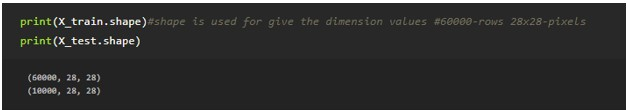 print(X_train.shape)#shape is used for give the dimension values #60000-rows 28x28-pixels
print(X_test.shape)
(60000, 28, 28)
(10000, 28, 28)